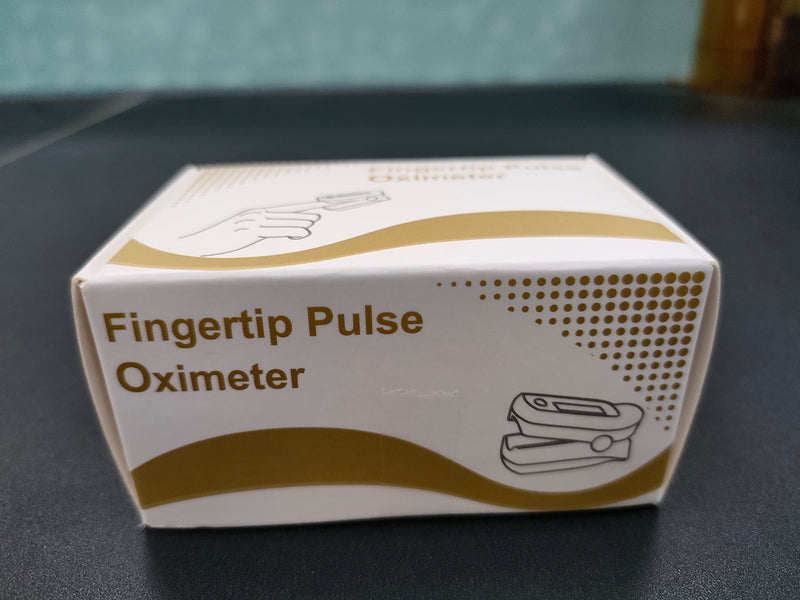 Fingertip Pulse
Oximeter
Fingertip Pulse
Oximeter